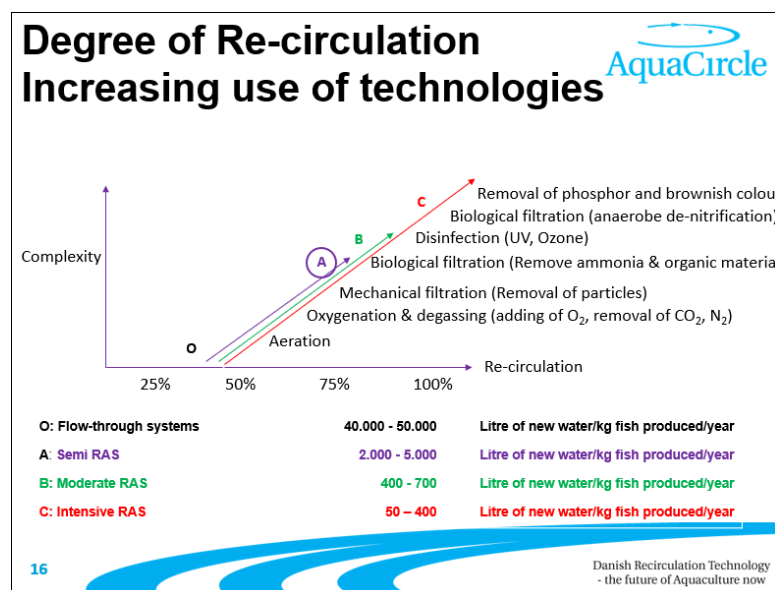 Degree of Re-circulation
Increasing use of technologies
AquaCircle
C
Removal of phosphor and brownish colou
Biological filtration (anaerobe de-nitrification)
B
Disinfection (UV, Ozone)
Complexity
A
Biological filtration (Remove ammonia & organic materia
Mechanical filtration (Removal of particles)
Oxygenation & degassing (adding of O₂, removal of CO₂, N₂)
O
Aeration
Re-circulation
25% 50% 75% 100%
O: Flow-through systems 40.000 - 50.000 Litre of new water/kg fish produced/year
A: Semi RAS 2.000 - 5.000 Litre of new water/kg fish produced/year
B: Moderate RAS 400 - 700 Litre of new water/kg fish produced/year
C: Intensive RAS 50 – 400 Litre of new water/kg fish produced/year
16
Danish Recirculation Technology
- the future of Aquaculture now